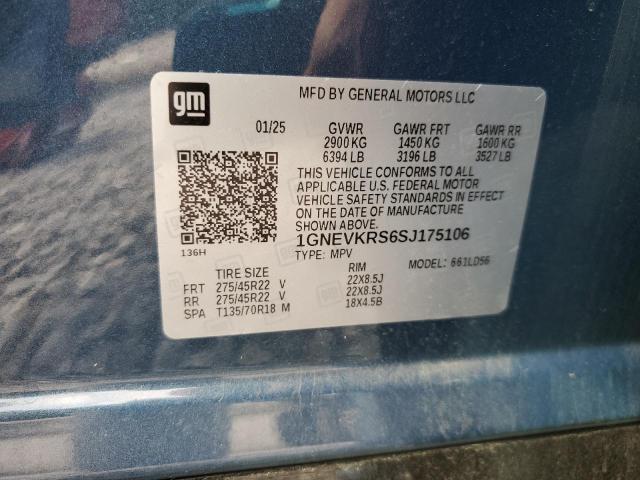 gm
MFD BY GENERAL MOTORS LLC
01/25 GVWR GAWR FRT GAWR RR
2900 KG 1450 KG 1600 KG
6394 LB 3196 LB 3527 LB
THIS VEHICLE CONFORMS TO ALL
APPLICABLE U.S. FEDERAL MOTOR
VEHICLE SAFETY STANDARDS IN EFFECT
ON THE DATE OF MANUFACTURE
SHOWN ABOVE.
1GNEVKRS6SJ175106
136H
TYPE: MPV MODEL: 661LD56
TIRE SIZE RIM
FRT 275/45R22 V 22X8.5J
RR 275/45R22 V 22X8.5J
SPA T135/70R18 M 18X4.5B